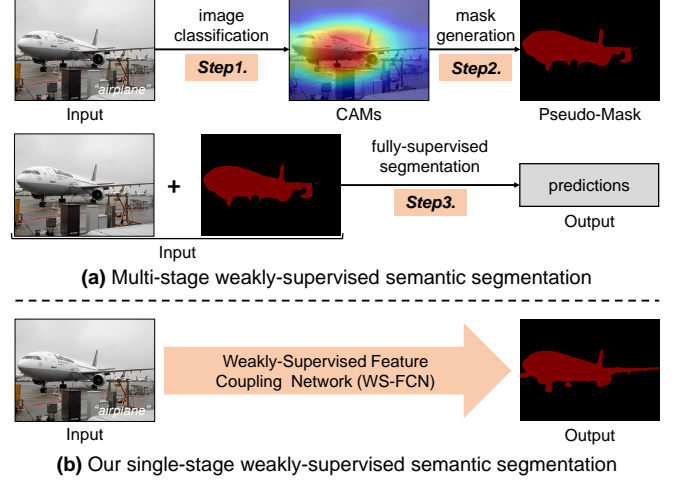 image classification
Step1.
mask generation
Step2.
"airplane"
Input
CAMs
Pseudo-Mask
+
fully-supervised segmentation
Step3.
predictions
Output
Input
(a) Multi-stage weakly-supervised semantic segmentation
Weakly-Supervised Feature
Coupling Network (WS-FCN)
"airplane"
Input
Output
(b) Our single-stage weakly-supervised semantic segmentation